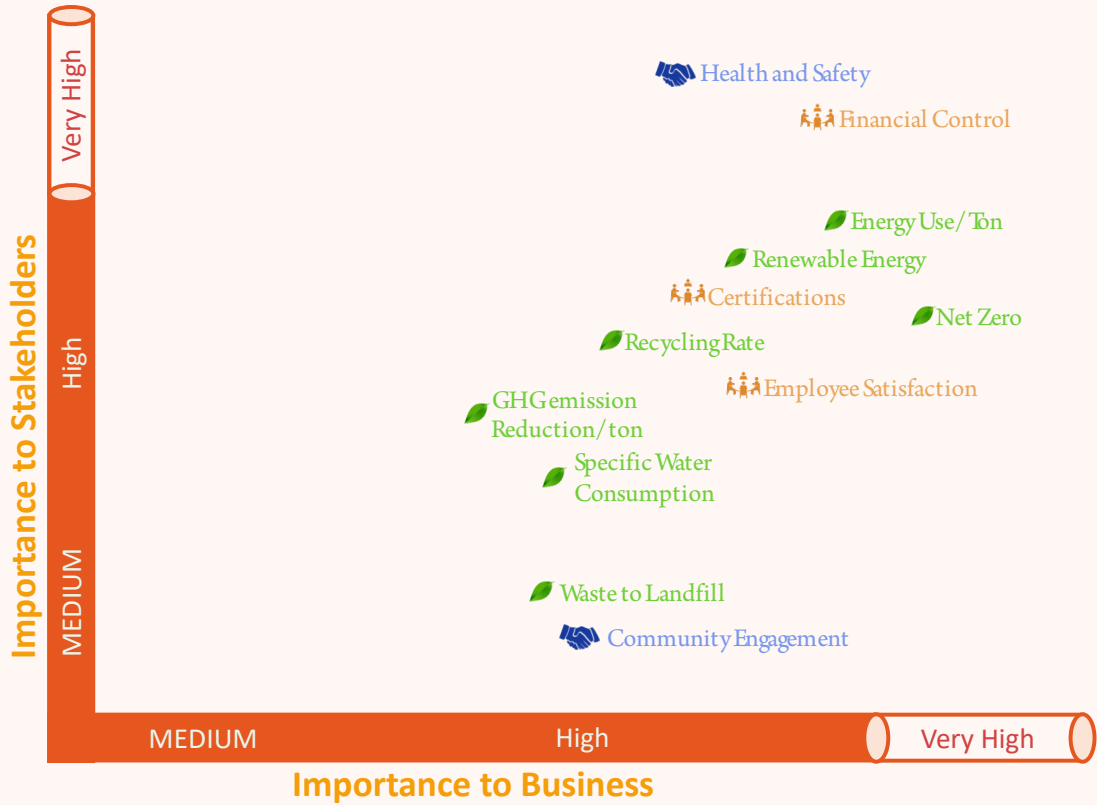 Very High
High
MEDIUM
Importance to Stakeholders
Health and Safety
Financial Control
Energy Use/Ton
Renewable Energy
Certifications
Net Zero
Recycling Rate
Employee Satisfaction
GHG emission
Reduction/ton
Specific Water
Consumption
Waste to Landfill
Community Engagement
MEDIUM
High
Very High
Importance to Business